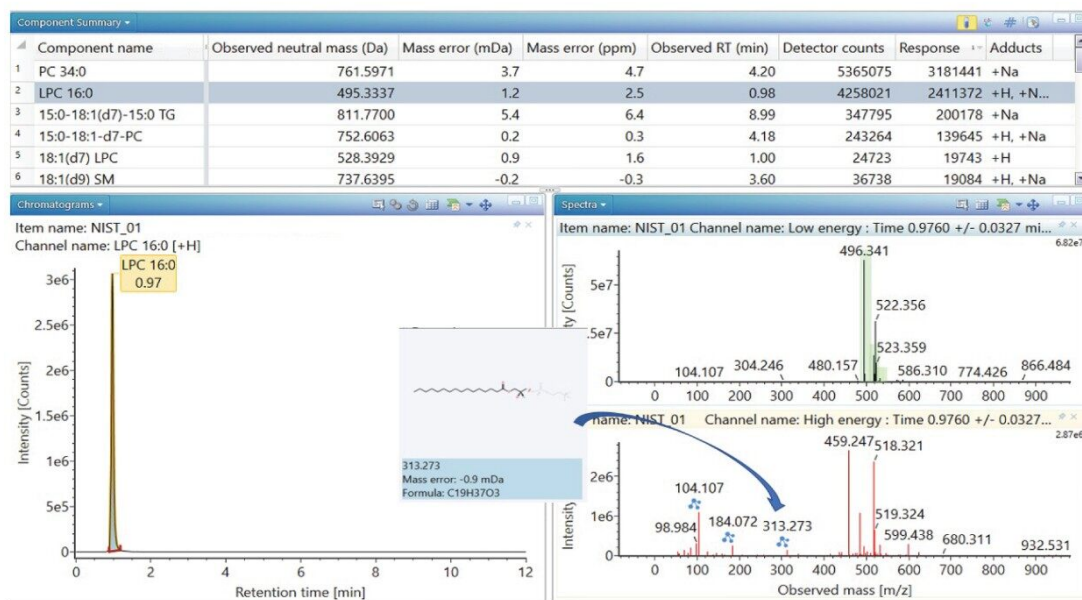 Component Summary
Component name Observed neutral mass (Da) Mass error (mDa) Mass error (ppm) Observed RT (min) Detector counts Response Adducts
1 PC 34:0 761.5971 3.7 4.7 4.20 5365075 3181441 +Na
2 LPC 16:0 495.3337 1.2 2.5 0.98 4258021 2411372 +H, +N...
3 15:0-18:1(d7)-15:0 TG 811.7700 5.4 6.4 8.99 347795 200178 +Na
4 15:0-18:1-d7-PC 752.6063 0.2 0.3 4.18 243264 139645 +H, +Na
5 18:1(d7) LPC 528.3929 0.9 1.6 1.00 24723 19743 +H
6 18:1(d9) SM 737.6395 -0.2 -0.3 3.60 36738 19084 +H, +Na
Chromatograms
Item name: NIST_01
Channel name: LPC 16:0 [+H]
LPC 16:0
0.97
3e6
2.5e6
2e6
1.5e6
1e6
5e5
0
Intensity [Counts]
0 2 4 6 8 10 12
Retention time [min]
313.273
Mass error: -0.9 mDa
Formula: C19H37O3
Spectra
Item name: NIST_01 Channel name: Low energy : Time 0.9760 +/- 0.0327 mi...
6.82e7
496.341
5e7
522.356
.5e7
523.359
104.107 304.246 480.157 586.310 774.426 866.484
0
[Counts]
0 100 200 300 400 500 600 700 800 900
name: NIST_01 Channel name: High energy : Time 0.9760 +/- 0.0327...
2.87e6
459.247 518.321
2e6
104.107
1e6
519.324
98.984 184.072 313.273 599.438 680.311 932.531
0
Intensity [Counts]
0 100 200 300 400 500 600 700 800 900
Observed mass [m/z]